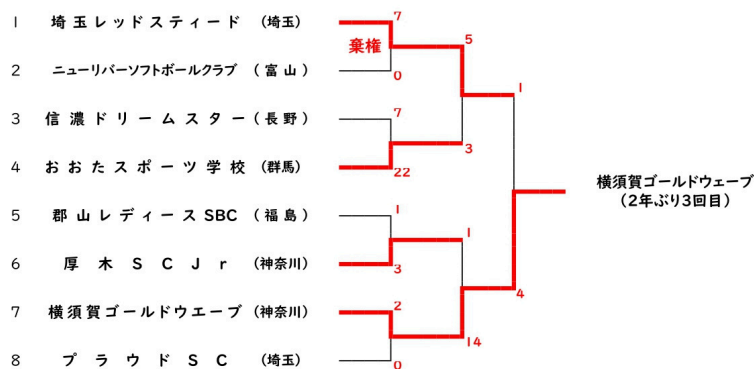 1 埼玉レッドスティード (埼玉) 7
棄権 5
2 ニューリバーソフトボールクラブ (富山) 0
1
3 信濃ドリームスター (長野) 7
3
4 おおたスポーツ学校 (群馬) 22
横須賀ゴールドウェーブ
(2年ぶり3回目)
5 郡山レディースSBC (福島) 1
1
6 厚木SCJr (神奈川) 3
4
7 横須賀ゴールドウエーブ (神奈川) 2
14
8 プラウドSC (埼玉) 0